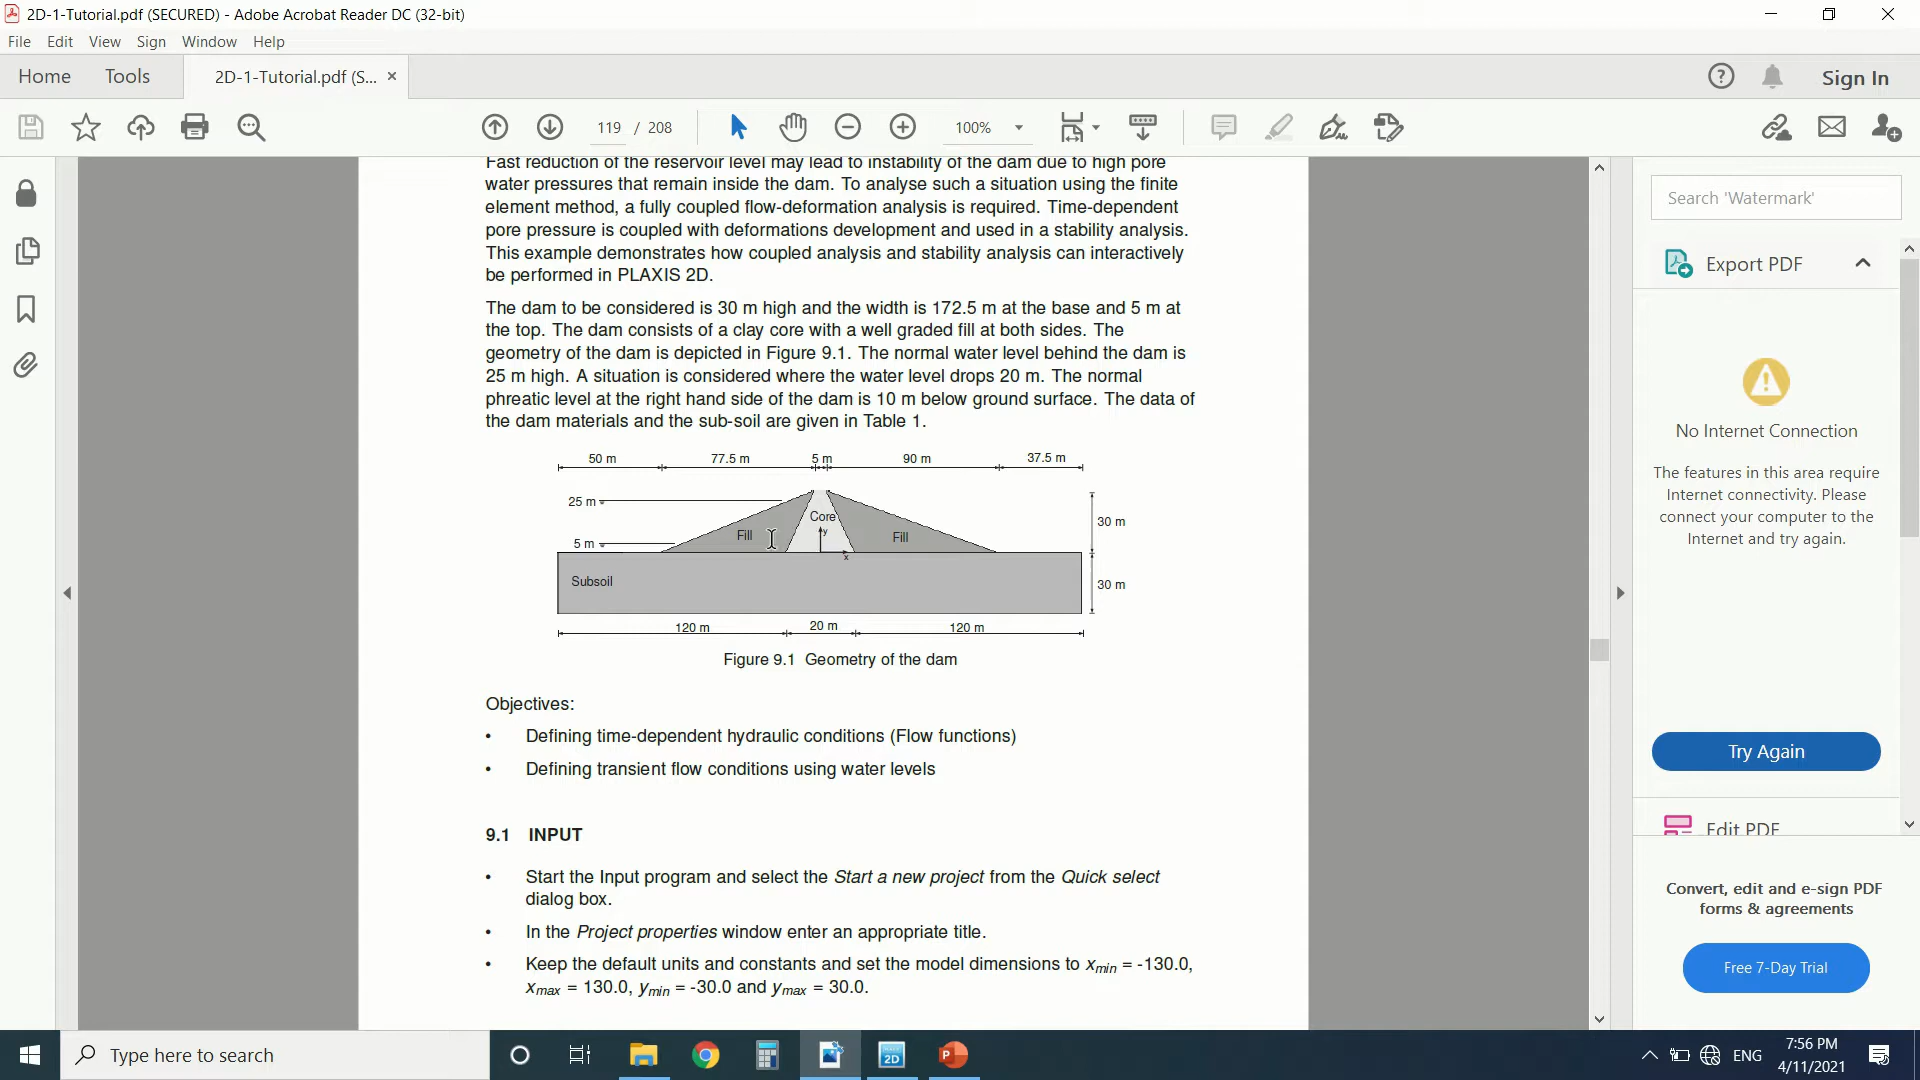 2D-1-Tutorial.pdf (SECURED) - Adobe Acrobat Reader DC (32-bit)
File Edit View Sign Window Help
Home Tools 2D-1-Tutorial.pdf (S... × Sign In
119 / 208 100%
Fast reduction of the reservoir level may lead to instability of the dam due to high pore
water pressures that remain inside the dam. To analyse such a situation using the finite
element method, a fully coupled flow-deformation analysis is required. Time-dependent
pore pressure is coupled with deformations development and used in a stability analysis.
This example demonstrates how coupled analysis and stability analysis can interactively
be performed in PLAXIS 2D.
The dam to be considered is 30 m high and the width is 172.5 m at the base and 5 m at
the top. The dam consists of a clay core with a well graded fill at both sides. The
geometry of the dam is depicted in Figure 9.1. The normal water level behind the dam is
25 m high. A situation is considered where the water level drops 20 m. The normal
phreatic level at the right hand side of the dam is 10 m below ground surface. The data of
the dam materials and the sub-soil are given in Table 1.
50 m 77.5 m 5 m 90 m 37.5 m
25 m
Core
30 m
Fill y Fill
5 m
x
Subsoil
30 m
120 m 20 m 120 m
Figure 9.1 Geometry of the dam
Objectives:
• Defining time-dependent hydraulic conditions (Flow functions)
• Defining transient flow conditions using water levels
9.1 INPUT
• Start the Input program and select the Start a new project from the Quick select
dialog box.
• In the Project properties window enter an appropriate title.
• Keep the default units and constants and set the model dimensions to xmin = -130.0,
xmax = 130.0, ymin = -30.0 and ymax = 30.0.
Search 'Watermark'
Export PDF
No Internet Connection
The features in this area require
Internet connectivity. Please
connect your computer to the
Internet and try again.
Try Again
Edit PDF
Convert, edit and e-sign PDF
forms & agreements
Free 7-Day Trial
Type here to search
2D
P
ENG
7:56 PM
4/11/2021